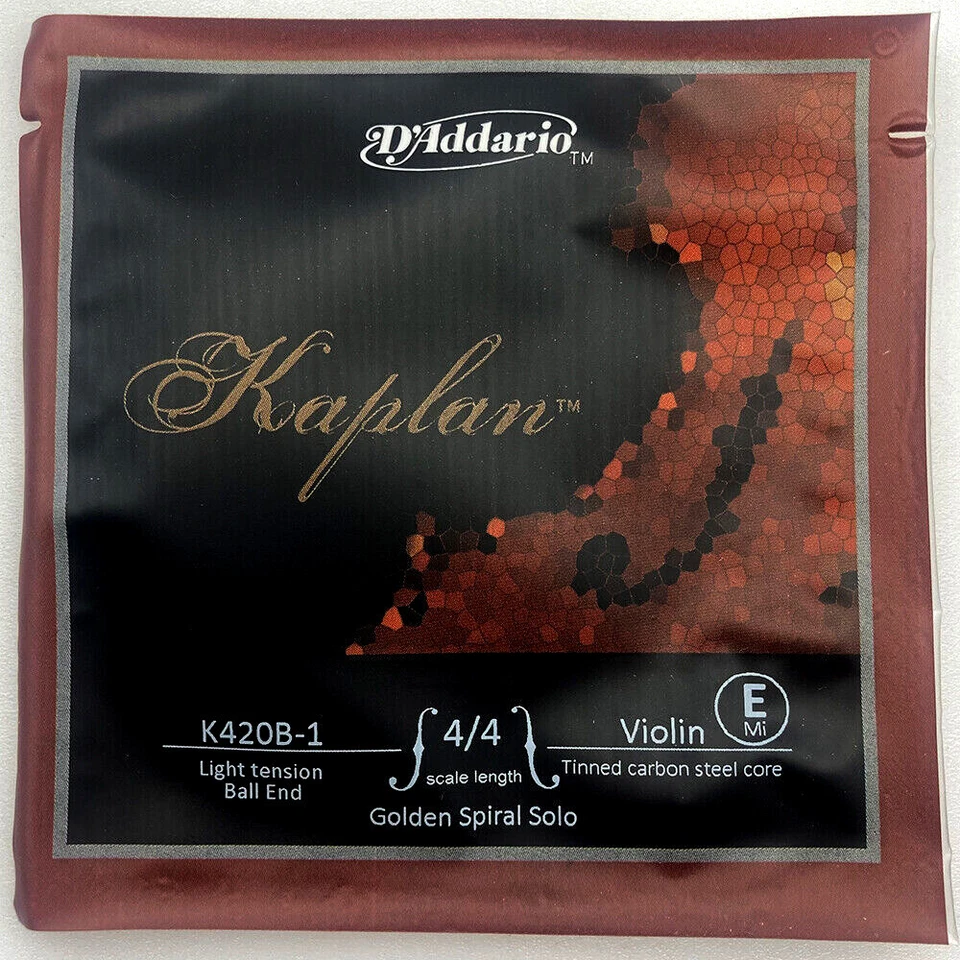 D'Addario™
Kaplan™
K420B-1
Light tension
Ball End
4/4
scale length
Violin
E
Mi
Tinned carbon steel core
Golden Spiral Solo